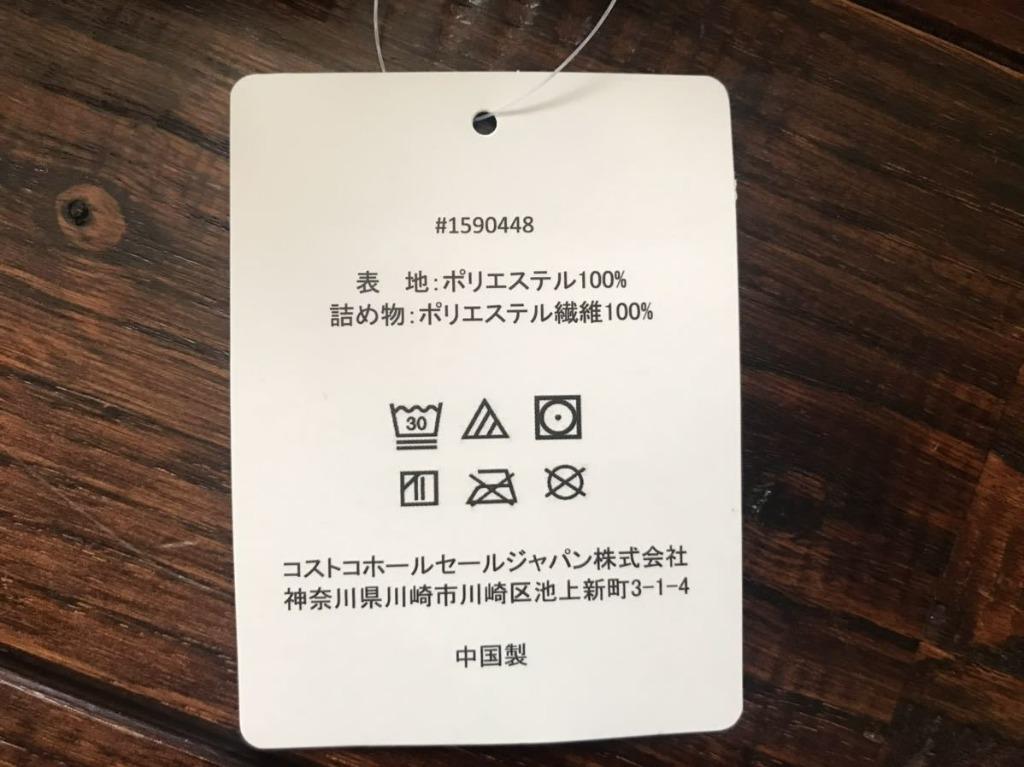 #1590448
表　地:ポリエステル100%
詰め物:ポリエステル繊維100%
30
コストコホールセールジャパン株式会社
神奈川県川崎市川崎区池上新町3-1-4
中国製